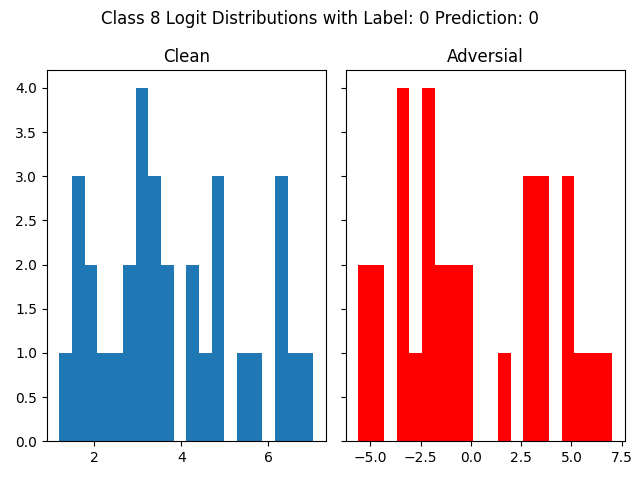 Class 8 Logit Distributions with Label: 0 Prediction: 0
Clean
Adversial
4.0
3.5
3.0
2.5
2.0
1.5
1.0
0.5
0.0
2 4 6
−5.0 −2.5 0.0 2.5 5.0 7.5